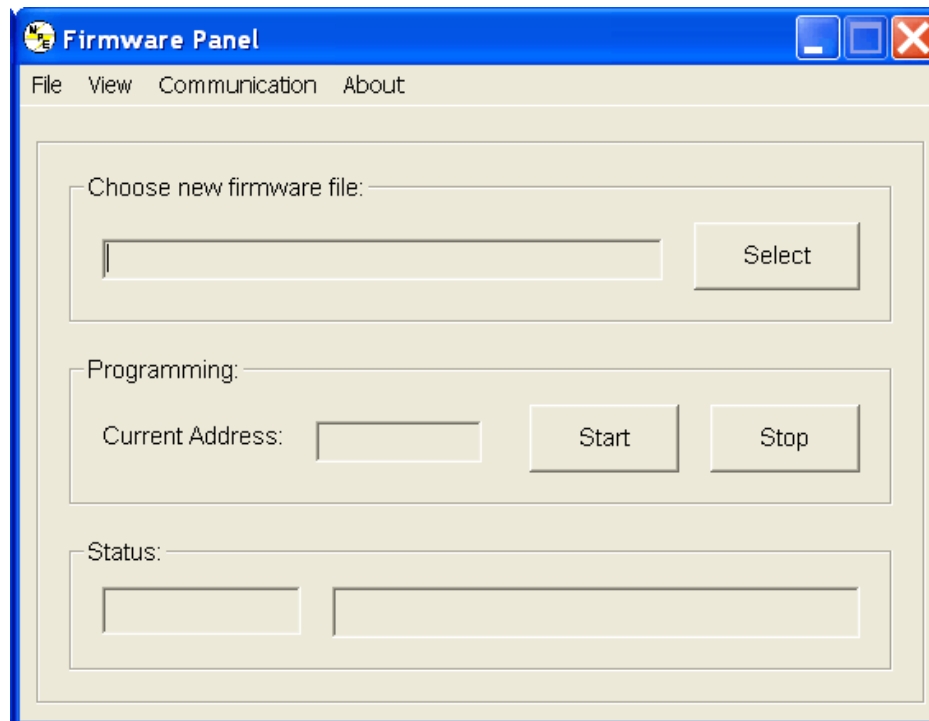 Firmware Panel
File View Communication About
Choose new firmware file:
Select
Programming:
Current Address:
Start
Stop
Status: